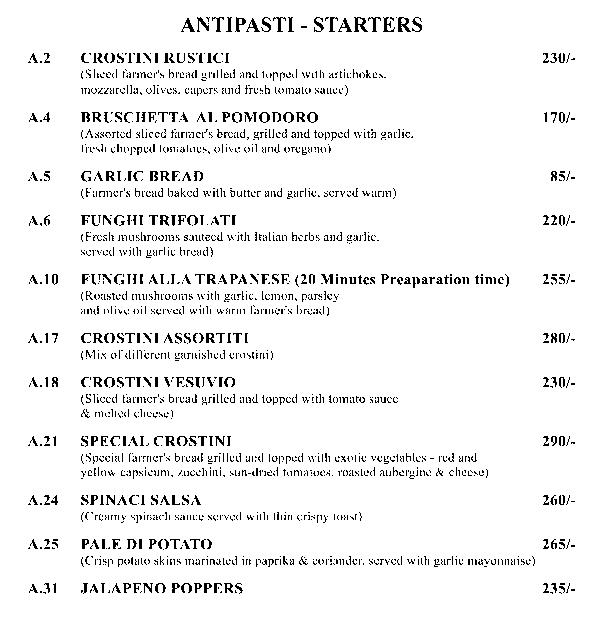 ANTIPASTI - STARTERS
A.2 CROSTINI RUSTICI 230/-
(Sliced farmer's bread grilled and topped with artichokes,
mozzarella, olives, capers and fresh tomato sauce)
A.4 BRUSCHETTA AL POMODORO 170/-
(Assorted sliced farmer's bread, grilled and topped with garlic,
fresh chopped tomatoes, olive oil and oregano)
A.5 GARLIC BREAD 85/-
(Farmer's bread baked with butter and garlic, served warm)
A.6 FUNGHI TRIFOLATI 220/-
(Fresh mushrooms sauteed with Italian herbs and garlic,
served with garlic bread)
A.10 FUNGHI ALLA TRAPANESE (20 Minutes Preaparation time) 255/-
(Roasted mushrooms with garlic, lemon, parsley
and olive oil served with warm farmer's bread)
A.17 CROSTINI ASSORTITI 280/-
(Mix of different garnished crostini)
A.18 CROSTINI VESUVIO 230/-
(Sliced farmer's bread grilled and topped with tomato sauce
& melted cheese)
A.21 SPECIAL CROSTINI 290/-
(Special farmer's bread grilled and topped with exotic vegetables - red and
yellow capsicum, zucchini, sun-dried tomatoes, roasted aubergine & cheese)
A.24 SPINACI SALSA 260/-
(Creamy spinach sauce served with thin crispy toast)
A.25 PALE DI POTATO 265/-
(Crisp potato skins marinated in paprika & coriander, served with garlic mayonnaise)
A.31 JALAPENO POPPERS 235/-